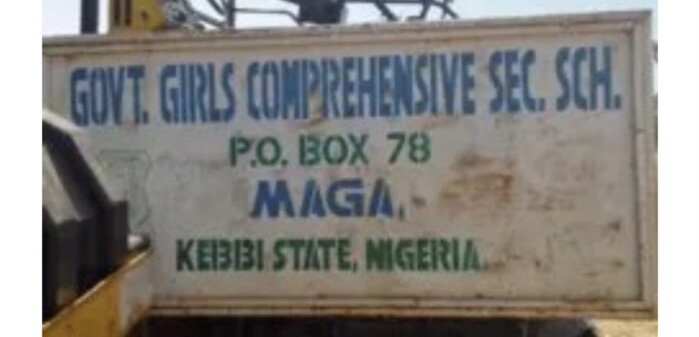 GOVT. GIRLS COMPREHENSIVE SEC. SCH.
P.O. BOX 78
MAGA,
KEBBI STATE, NIGERIA.